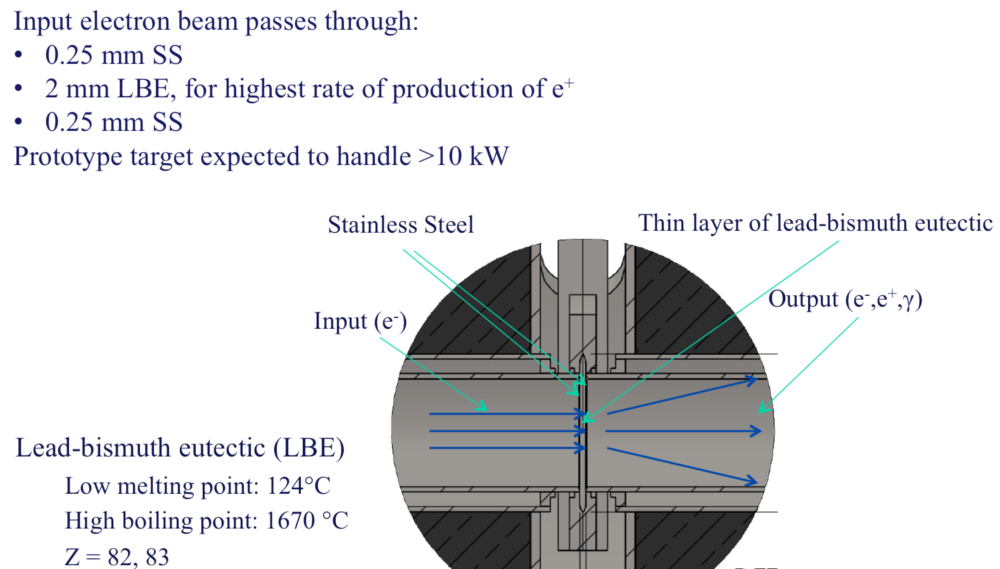 Input electron beam passes through:
• 0.25 mm SS
• 2 mm LBE, for highest rate of production of e⁺
• 0.25 mm SS
Prototype target expected to handle >10 kW
Stainless Steel
Thin layer of lead-bismuth eutectic
Output (e⁻,e⁺,γ)
Input (e⁻)
Lead-bismuth eutectic (LBE)
Low melting point: 124°C
High boiling point: 1670 °C
Z = 82, 83